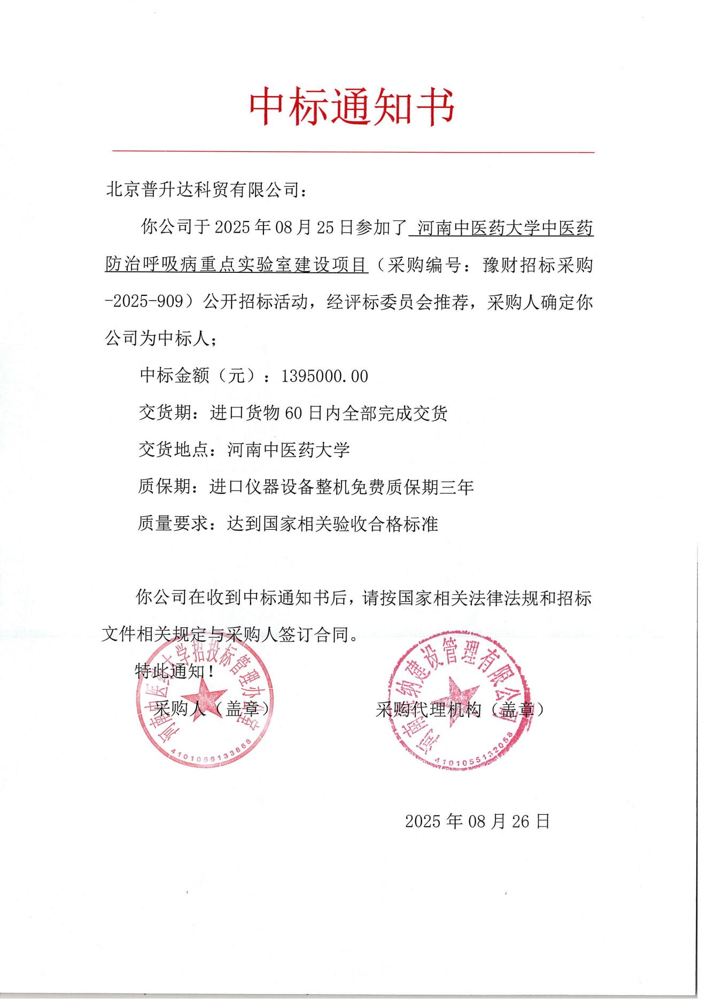 中标通知书
北京普升达科贸有限公司：
你公司于 2025 年 08 月 25 日参加了 河南中医药大学中医药
防治呼吸病重点实验室建设项目（采购编号：豫财招标采购
-2025-909）公开招标活动，经评标委员会推荐，采购人确定你
公司为中标人；
中标金额（元）：1395000.00
交货期：进口货物 60 日内全部完成交货
交货地点：河南中医药大学
质保期：进口仪器设备整机免费质保期三年
质量要求：达到国家相关验收合格标准
你公司在收到中标通知书后，请按国家相关法律法规和招标
文件相关规定与采购人签订合同。
特此通知！
采购人（盖章）
河南中医药大学招投标管理办公室
4101056133868
采购代理机构（盖章）
河南 纳建设管理有限公司
4101055132058
2025 年 08 月 26 日